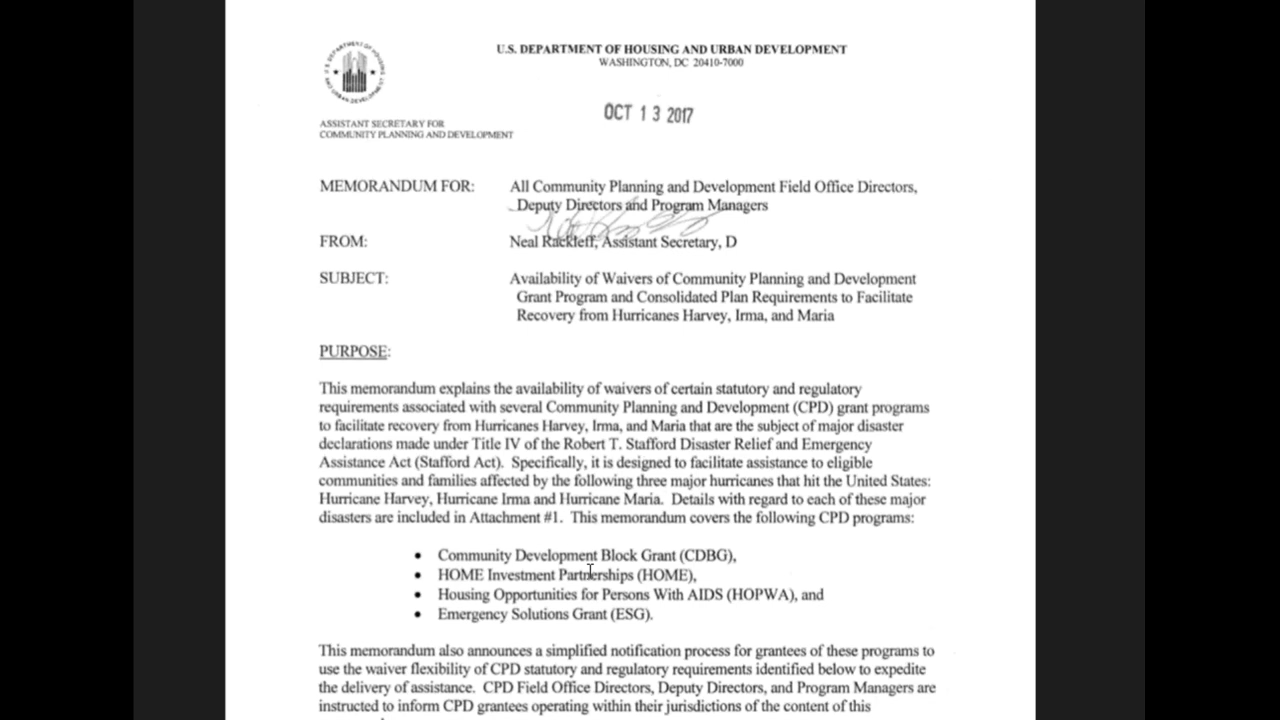 U.S. DEPARTMENT OF HOUSING AND URBAN DEVELOPMENT
WASHINGTON, DC 20410-7000
OCT 13 2017
ASSISTANT SECRETARY FOR
COMMUNITY PLANNING AND DEVELOPMENT
MEMORANDUM FOR: All Community Planning and Development Field Office Directors,
Deputy Directors and Program Managers
FROM: Neal Rackleff, Assistant Secretary, D
SUBJECT: Availability of Waivers of Community Planning and Development
Grant Program and Consolidated Plan Requirements to Facilitate
Recovery from Hurricanes Harvey, Irma, and Maria
PURPOSE:
This memorandum explains the availability of waivers of certain statutory and regulatory
requirements associated with several Community Planning and Development (CPD) grant programs
to facilitate recovery from Hurricanes Harvey, Irma, and Maria that are the subject of major disaster
declarations made under Title IV of the Robert T. Stafford Disaster Relief and Emergency
Assistance Act (Stafford Act). Specifically, it is designed to facilitate assistance to eligible
communities and families affected by the following three major hurricanes that hit the United States:
Hurricane Harvey, Hurricane Irma and Hurricane Maria. Details with regard to each of these major
disasters are included in Attachment #1. This memorandum covers the following CPD programs:
• Community Development Block Grant (CDBG),
• HOME Investment Partnerships (HOME),
• Housing Opportunities for Persons With AIDS (HOPWA), and
• Emergency Solutions Grant (ESG).
This memorandum also announces a simplified notification process for grantees of these programs to
use the waiver flexibility of CPD statutory and regulatory requirements identified below to expedite
the delivery of assistance. CPD Field Office Directors, Deputy Directors, and Program Managers are
instructed to inform CPD grantees operating within their jurisdictions of the content of this